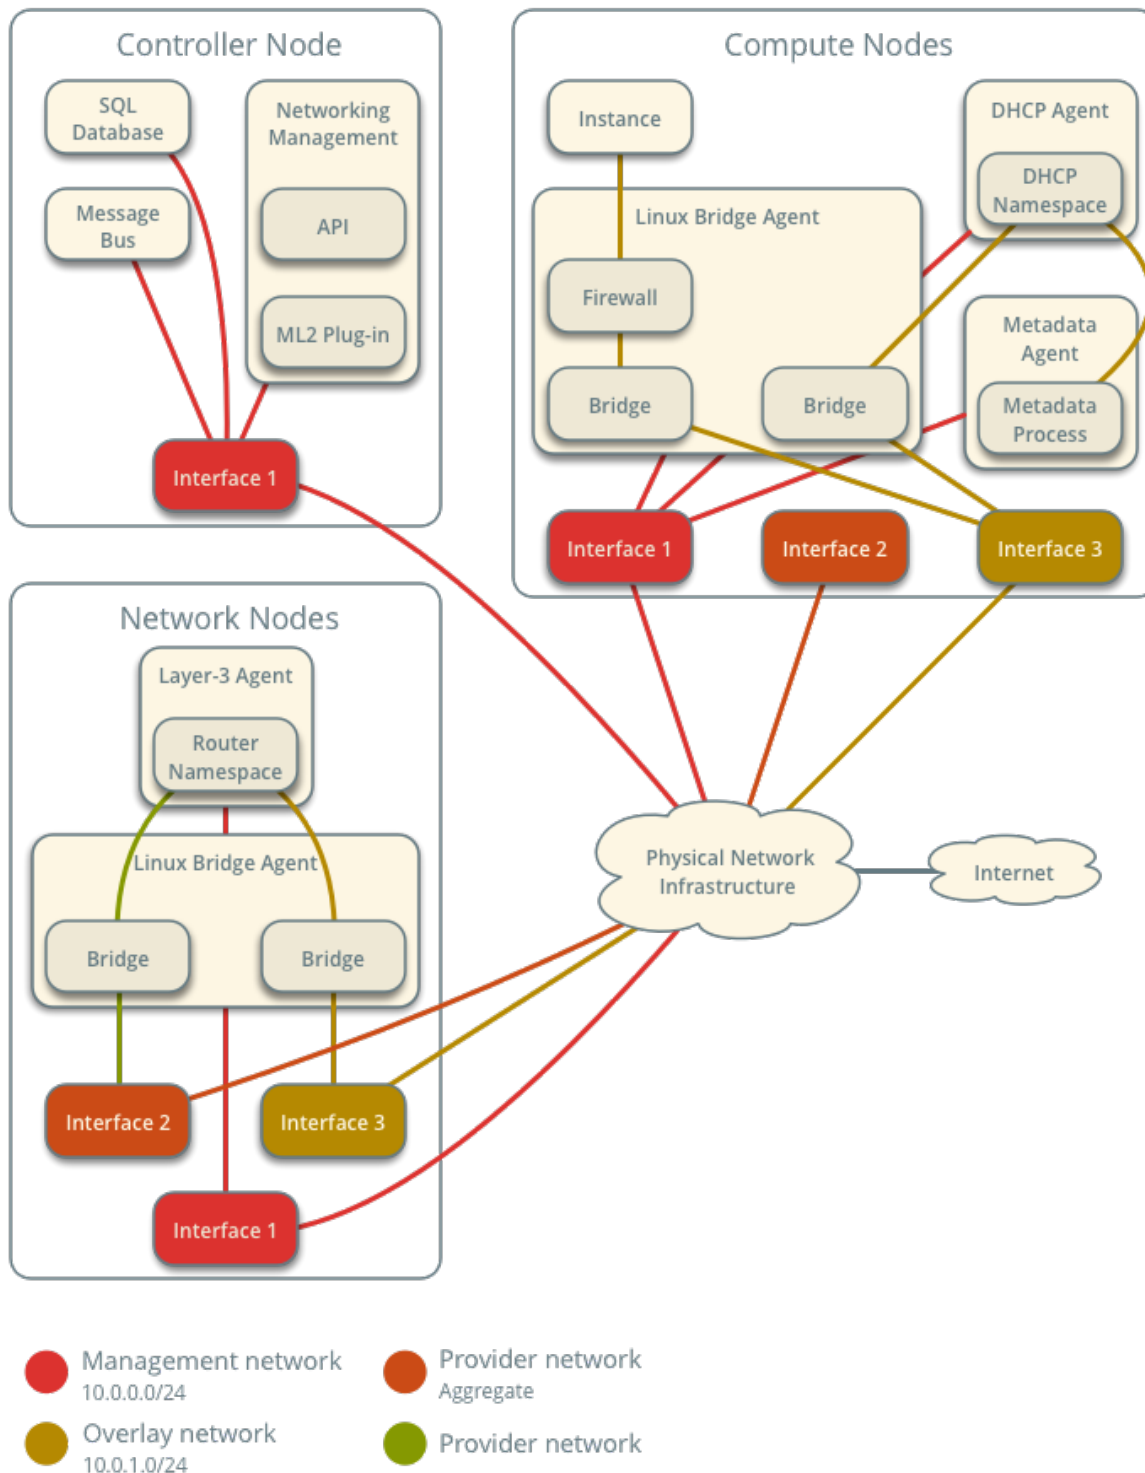 Controller Node
SQL
Database
Networking
Management
Message
Bus
API
ML2 Plug-in
Interface 1
Compute Nodes
Instance
DHCP Agent
DHCP
Namespace
Linux Bridge Agent
Firewall
Metadata
Agent
Bridge
Bridge
Metadata
Process
Interface 1
Interface 2
Interface 3
Network Nodes
Layer-3 Agent
Router
Namespace
Linux Bridge Agent
Bridge
Bridge
Interface 2
Interface 3
Interface 1
Physical Network
Infrastructure
Internet
Management network
10.0.0.0/24
Provider network
Aggregate
Overlay network
10.0.1.0/24
Provider network